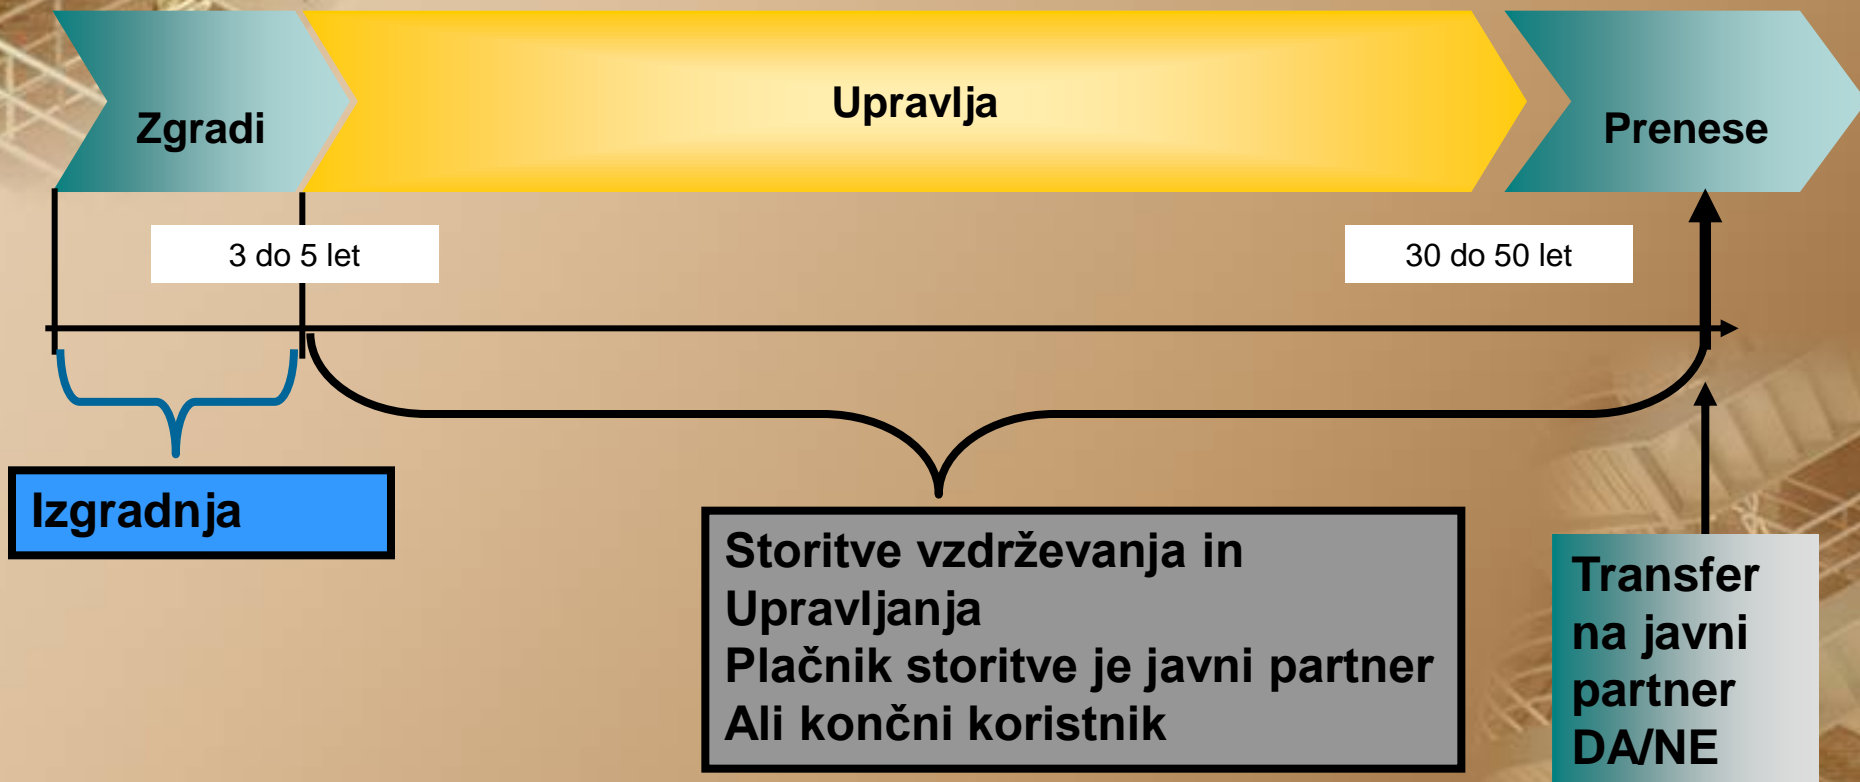 Zgradi
Upravlja
Prenese
3 do 5 let
30 do 50 let
Izgradnja
Storitve vzdrževanja in
Upravljanja
Plačnik storitve je javni partner
Ali končni koristnik
Transfer
na javni
partner
DA/NE